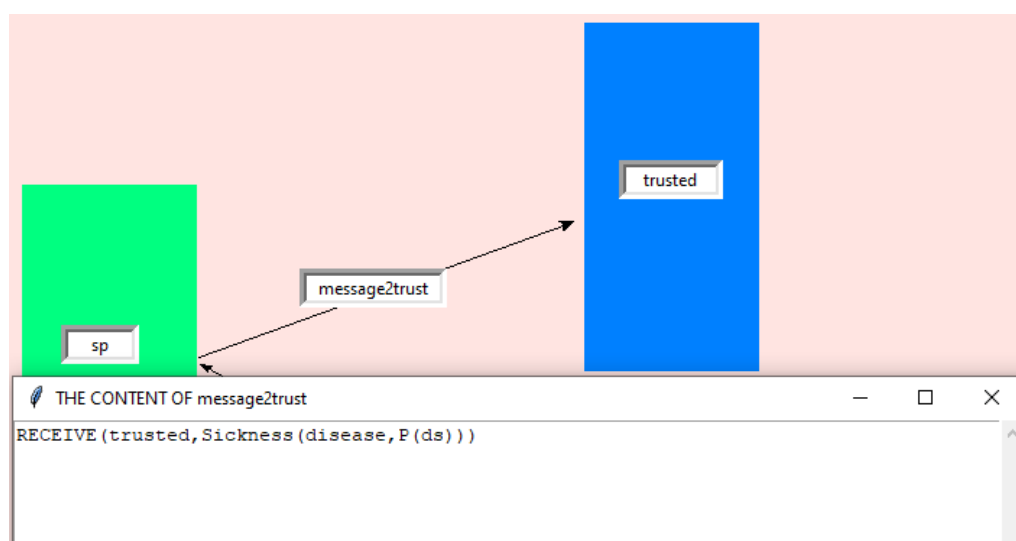 trusted
message2trust
sp
THE CONTENT OF message2trust
RECEIVE(trusted,Sickness(disease,P(ds)))